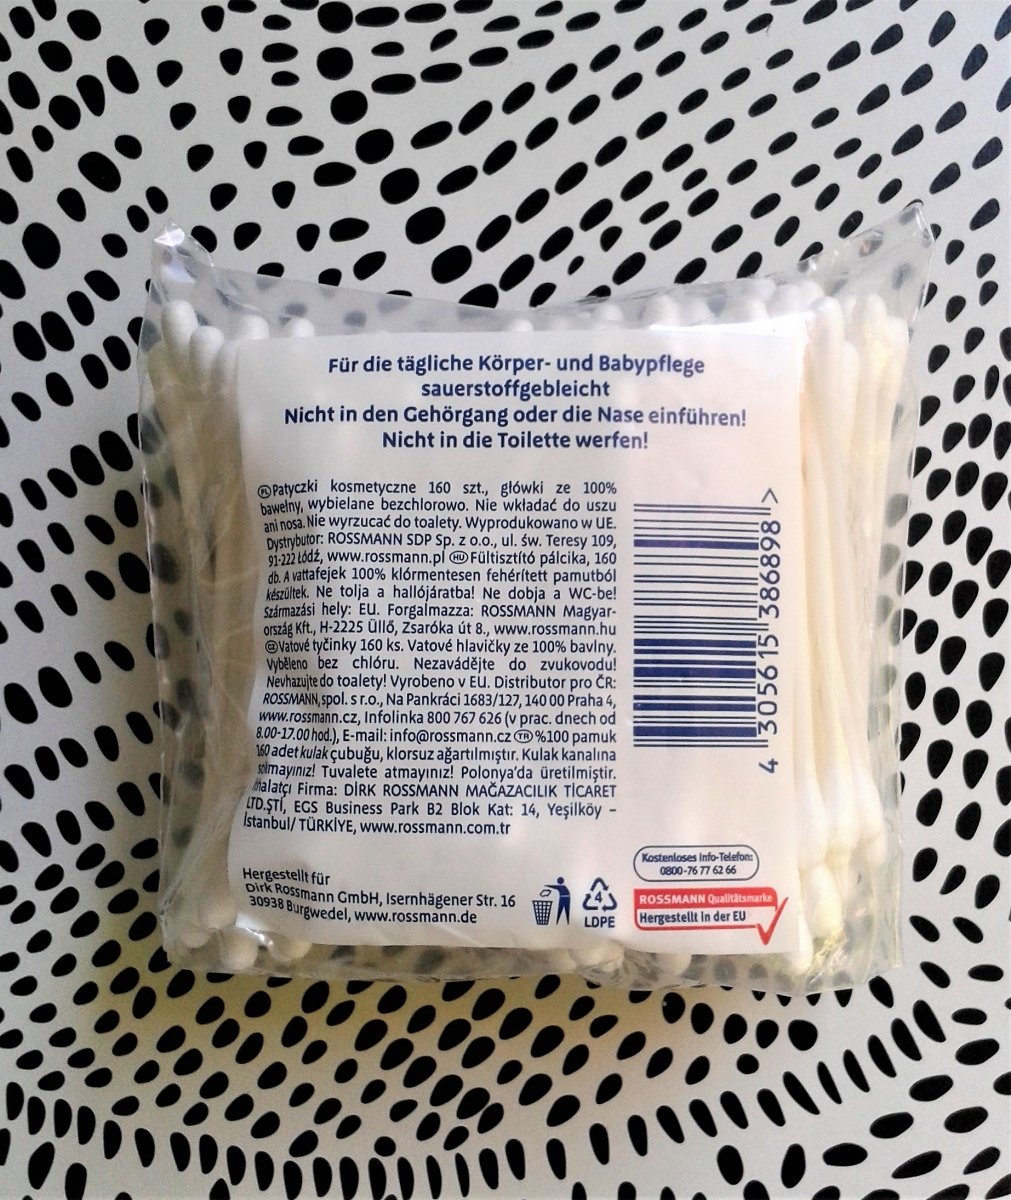 Für die tägliche Körper- und Babypflege
sauerstoffgebleicht
Nicht in den Gehörgang oder die Nase einführen!
Nicht in die Toilette werfen!
PL Patyczki kosmetyczne 160 szt., główki ze 100%
bawełny, wybielane bezchlorowo. Nie wkładać do uszu
ani nosa. Nie wyrzucać do toalety. Wyprodukowano w UE.
Dystrybutor: ROSSMANN SDP Sp. z o.o., ul. św. Teresy 109,
91-222 Łódź, www.rossmann.pl HU Fültisztító pálcika, 160
db. A vattafejek 100% klórmentesen fehérített pamutból
készültek. Ne tolja a hallójáratba! Ne dobja a WC-be!
Származási hely: EU. Forgalmazza: ROSSMANN Magyar-
ország Kft., H-2225 Üllő, Zsaróka út 8., www.rossmann.hu
CZ Vatové tyčinky 160 ks. Vatové hlavičky ze 100% bavlny.
Vyběleno bez chlóru. Nezavádějte do zvukovodu!
Nevhazujte do toalety! Vyrobeno v EU. Distributor pro ČR:
ROSSMANN, spol. s r.o., Na Pankráci 1683/127, 140 00 Praha 4,
www.rossmann.cz, Infolinka 800 767 626 (v prac. dnech od
8.00-17.00 hod.), E-mail: info@rossmann.cz TR %100 pamuk
160 adet kulak çubuğu, klorsuz ağartılmıştır. Kulak kanalına
sokmayınız! Tuvalete atmayınız! Polonya'da üretilmiştir.
İthalatçı Firma: DİRK ROSSMANN MAĞAZACILIK TİCARET
LTD.ŞTİ, EGS Business Park B2 Blok Kat: 14, Yeşilköy –
İstanbul/ TÜRKİYE, www.rossmann.com.tr
4 305615 386898 >
Hergestellt für
Dirk Rossmann GmbH, Isernhägener Str. 16
30938 Burgwedel, www.rossmann.de
4
LDPE
Kostenloses Info-Telefon:
0800-76 77 62 66
ROSSMANN Qualitätsmarke
Hergestellt in der EU